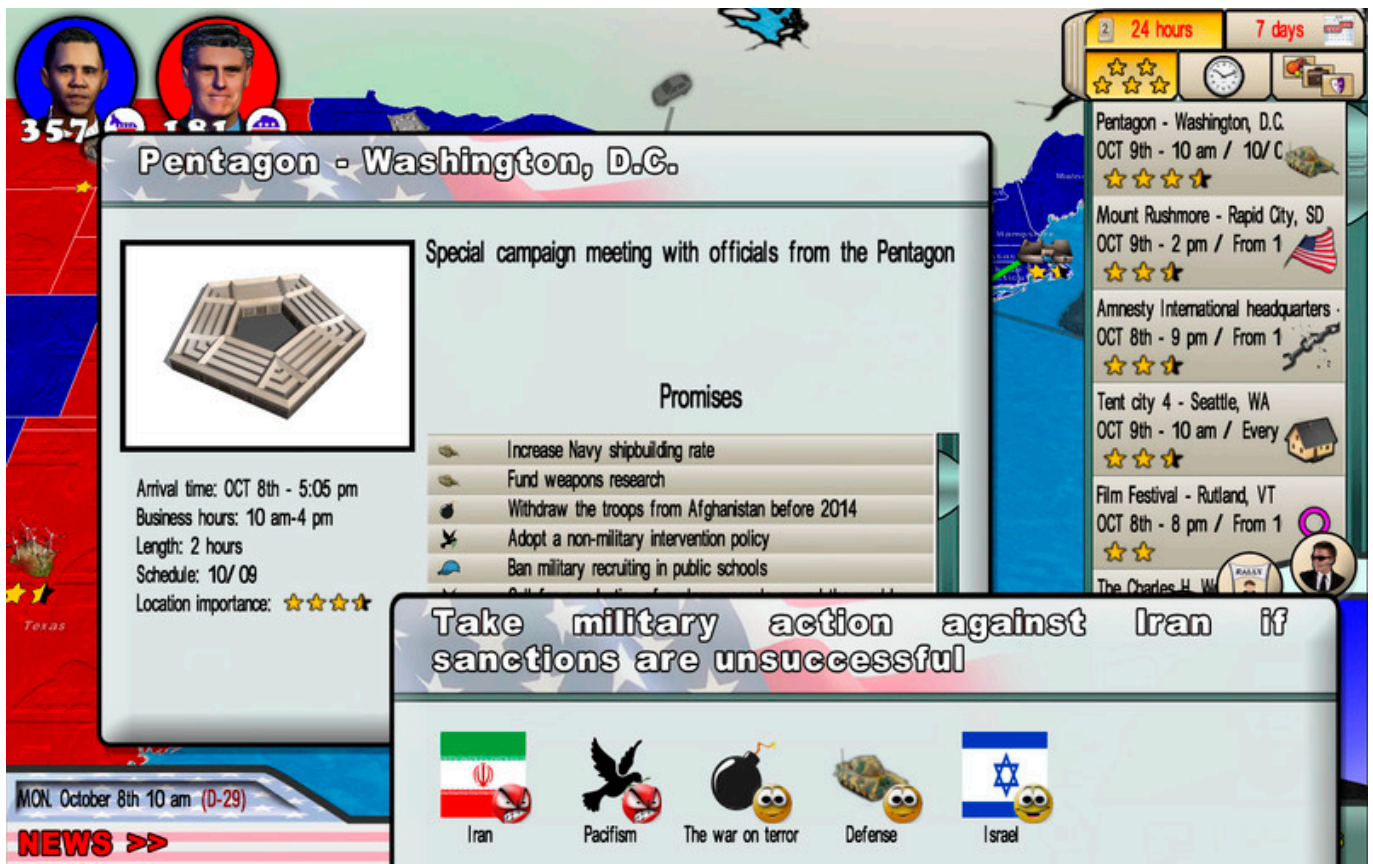 357
181
24 hours
7 days
Pentagon - Washington, D.C.
Special campaign meeting with officials from the Pentagon
Promises
Increase Navy shipbuilding rate
Fund weapons research
Withdraw the troops from Afghanistan before 2014
Adopt a non-military intervention policy
Ban military recruiting in public schools
Arrival time: OCT 8th - 5:05 pm
Business hours: 10 am-4 pm
Length: 2 hours
Schedule: 10/ 09
Location importance:
Pentagon - Washington, D.C.
OCT 9th - 10 am / 10/ 0
Mount Rushmore - Rapid City, SD
OCT 9th - 2 pm / From 1
Amnesty International headquarters -
OCT 8th - 9 pm / From 1
Tent city 4 - Seattle, WA
OCT 9th - 10 am / Every
Film Festival - Rutland, VT
OCT 8th - 8 pm / From 1
The Charles H. W
RALLY
Texas
Take military action against Iran if
sanctions are unsuccessful
Iran
Pacifism
The war on terror
Defense
Israel
MON. October 8th 10 am (D-29)
NEWS >>